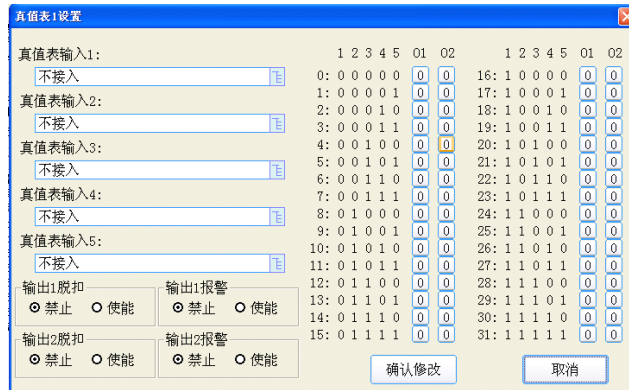 真值表1设置
真值表输入1:
不接入
真值表输入2:
不接入
真值表输入3:
不接入
真值表输入4:
不接入
真值表输入5:
不接入
输出1脱扣
禁止 使能
输出1报警
禁止 使能
输出2脱扣
禁止 使能
输出2报警
禁止 使能
1 2 3 4 5 O1 O2
0: 0 0 0 0 0 0 0
1: 0 0 0 0 1 0 0
2: 0 0 0 1 0 0 0
3: 0 0 0 1 1 0 0
4: 0 0 1 0 0 0 0
5: 0 0 1 0 1 0 0
6: 0 0 1 1 0 0 0
7: 0 0 1 1 1 0 0
8: 0 1 0 0 0 0 0
9: 0 1 0 0 1 0 0
10: 0 1 0 1 0 0 0
11: 0 1 0 1 1 0 0
12: 0 1 1 0 0 0 0
13: 0 1 1 0 1 0 0
14: 0 1 1 1 0 0 0
15: 0 1 1 1 1 0 0
1 2 3 4 5 O1 O2
16: 1 0 0 0 0 0 0
17: 1 0 0 0 1 0 0
18: 1 0 0 1 0 0 0
19: 1 0 0 1 1 0 0
20: 1 0 1 0 0 0 0
21: 1 0 1 0 1 0 0
22: 1 0 1 1 0 0 0
23: 1 0 1 1 1 0 0
24: 1 1 0 0 0 0 0
25: 1 1 0 0 1 0 0
26: 1 1 0 1 0 0 0
27: 1 1 0 1 1 0 0
28: 1 1 1 0 0 0 0
29: 1 1 1 0 1 0 0
30: 1 1 1 1 0 0 0
31: 1 1 1 1 1 0 0
确认修改
取消